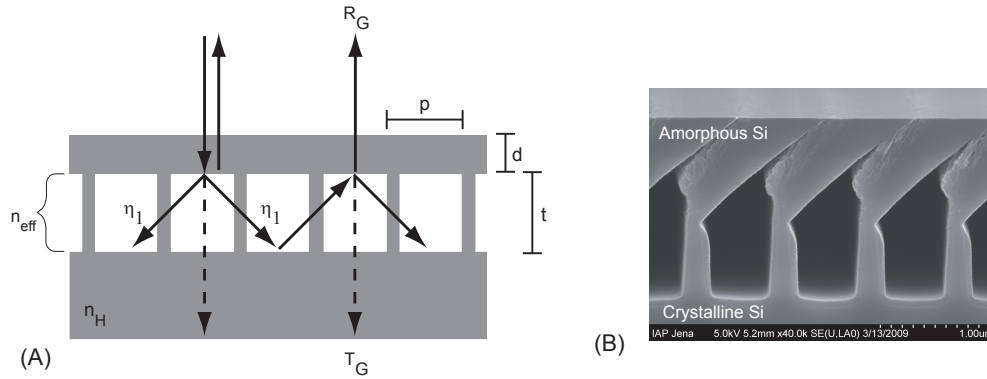 R_G
p
d
n_eff
η_1
η_1
t
n_H
T_G
(A)
Amorphous Si
Crystalline Si
IAP Jena 5.0kV 5.2mm x40.0k SE(U,LA0) 3/13/2009 1.00um
(B)